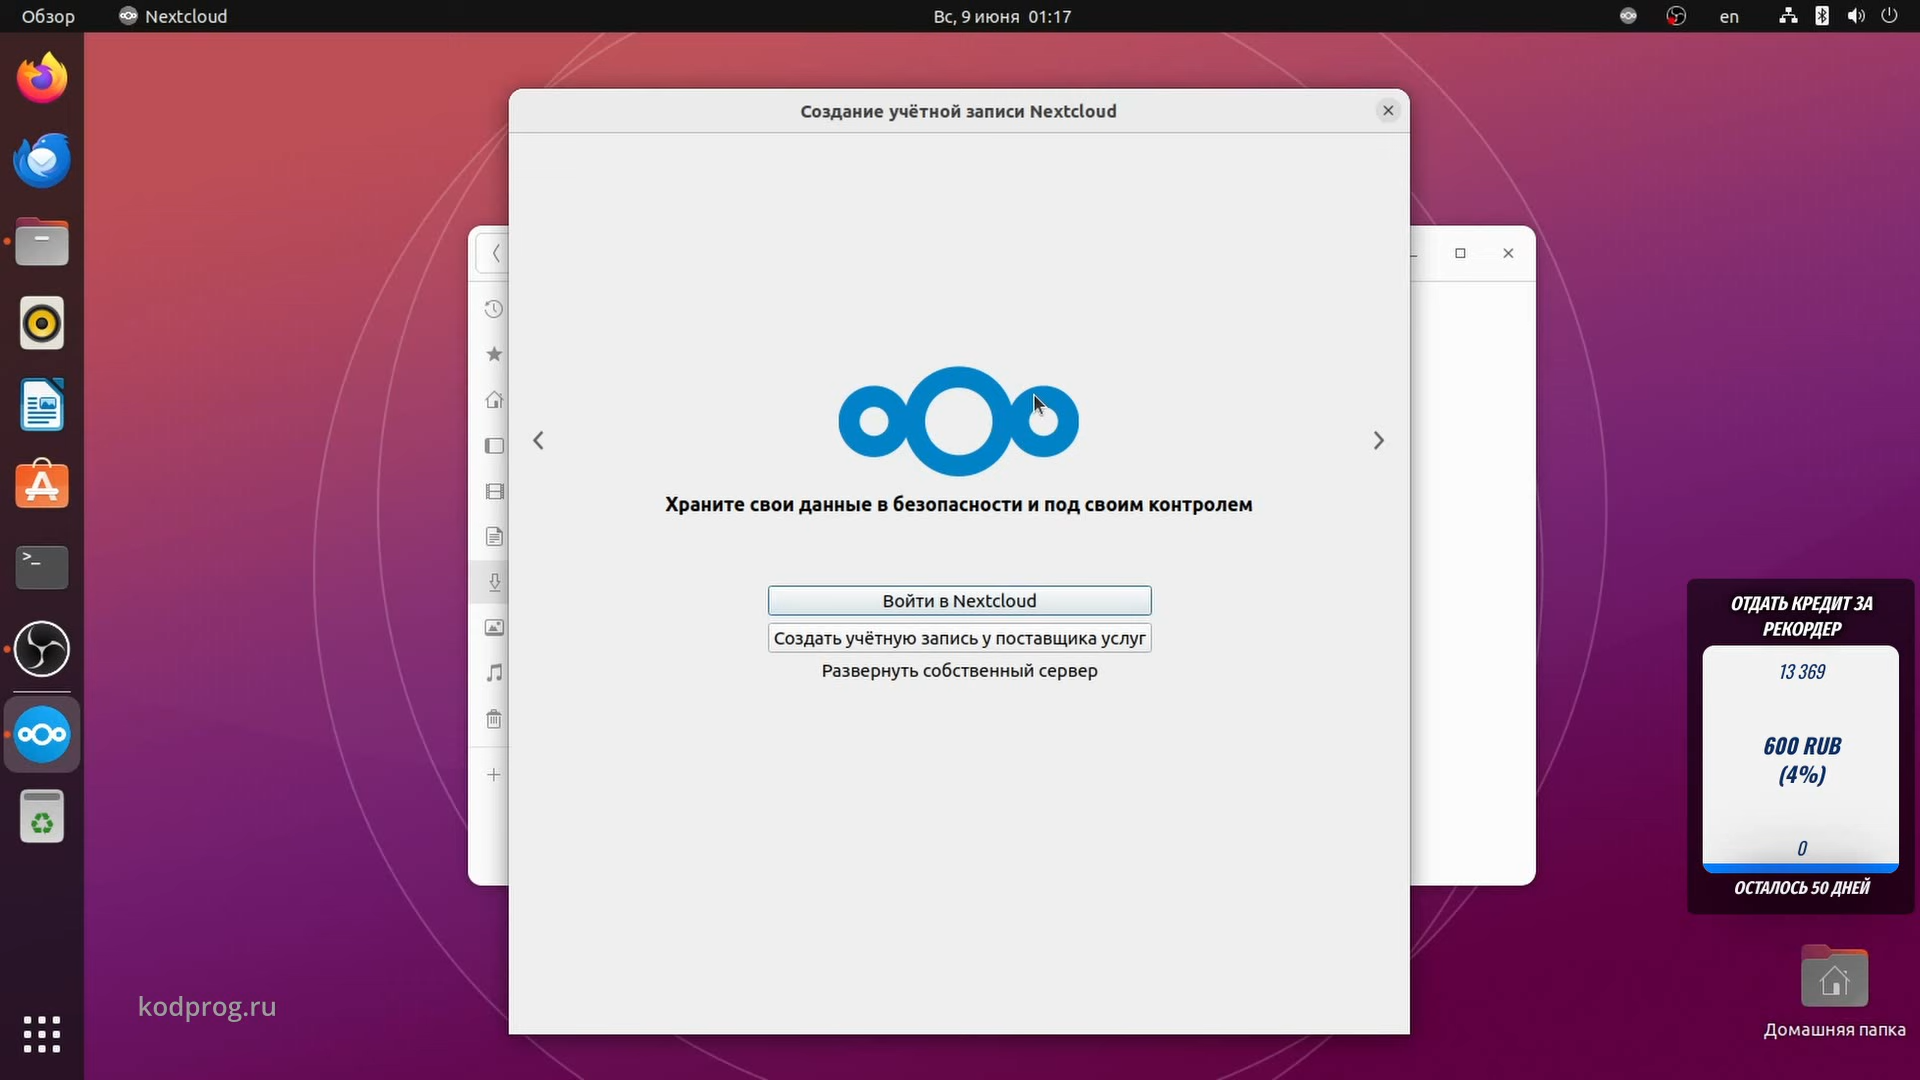 Обзор
Nextcloud
Вс, 9 июня 01:17
en
Создание учётной записи Nextcloud
Храните свои данные в безопасности и под своим контролем
Войти в Nextcloud
Создать учётную запись у поставщика услуг
Развернуть собственный сервер
ОТДАТЬ КРЕДИТ ЗА
РЕКОРДЕР
13 369
600 RUB
(4%)
0
ОСТАЛОСЬ 50 ДНЕЙ
kodprog.ru
Домашняя папка